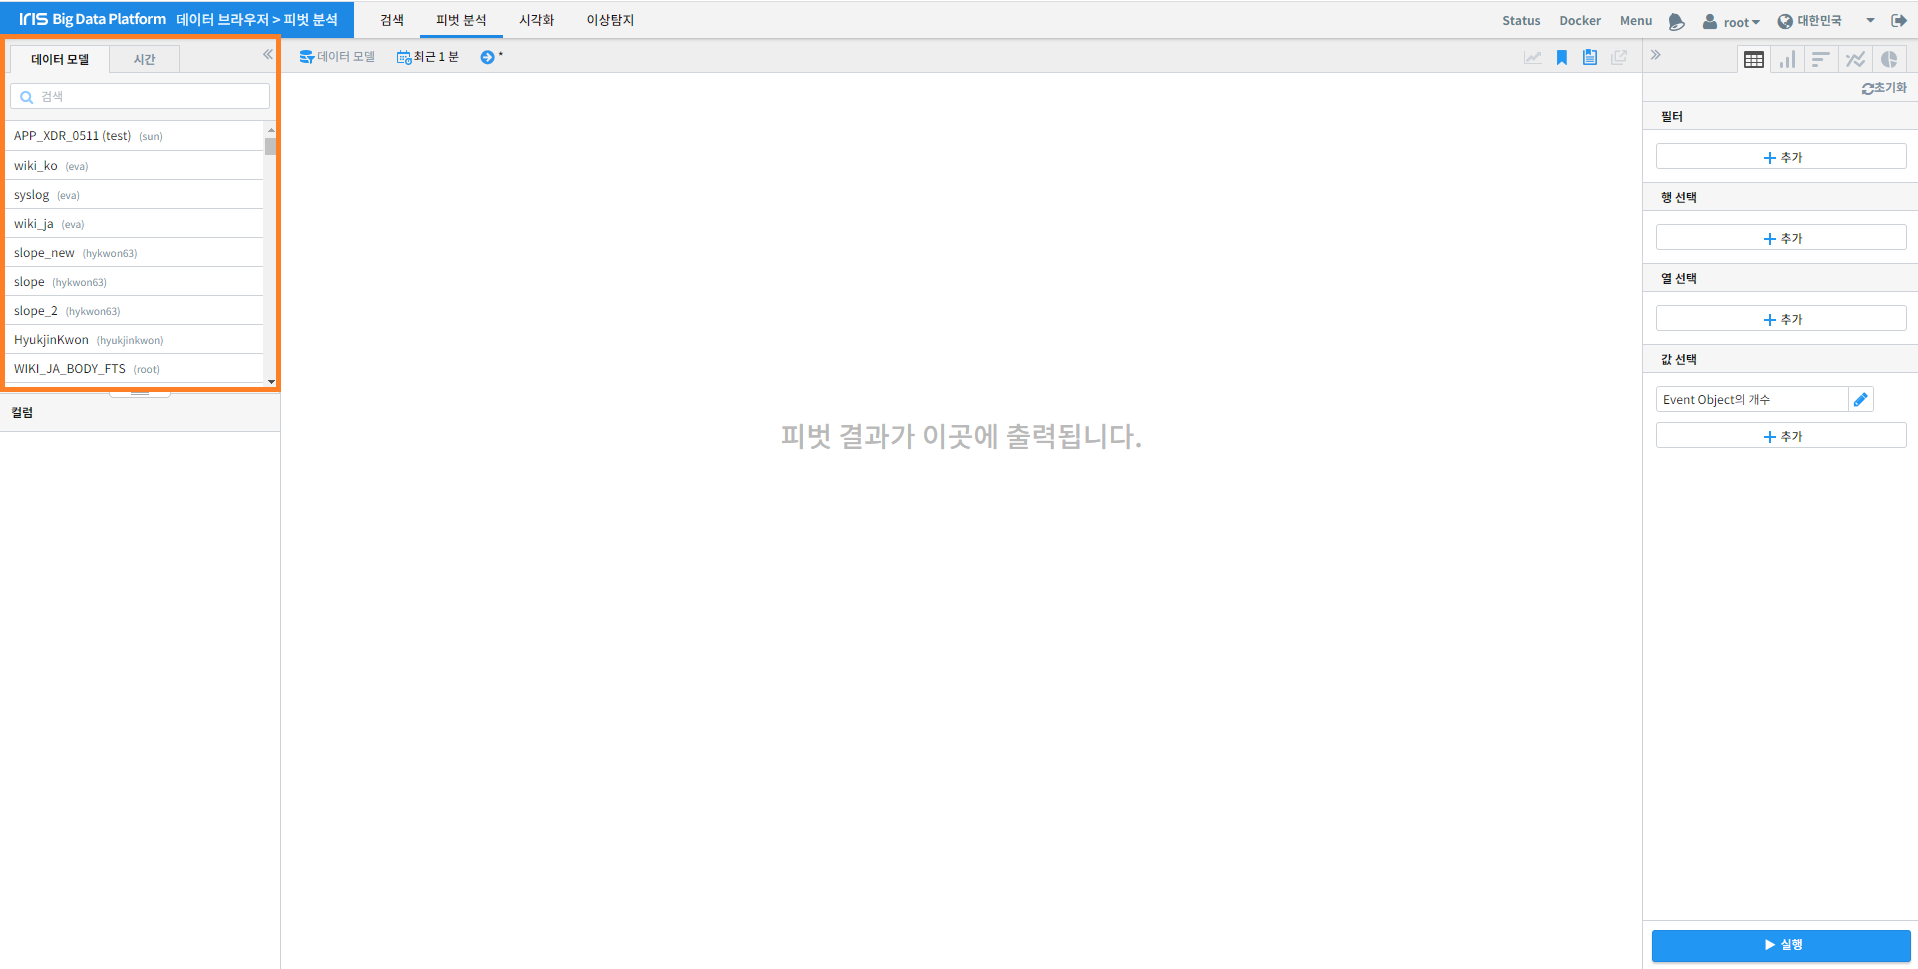 IRIS Big Data Platform 데이터 브라우저 > 피벗 분석 검색 피벗 분석 시각화 이상탐지 Status Docker Menu root 대한민국
데이터 모델 시간
검색
APP_XDR_0511 (test) (sun)
wiki_ko (eva)
syslog (eva)
wiki_ja (eva)
slope_new (hykwon63)
slope (hykwon63)
slope_2 (hykwon63)
HyukjinKwon (hyukjinkwon)
WIKI_JA_BODY_FTS (root)
컬럼
데이터 모델 최근 1 분 *
피벗 결과가 이곳에 출력됩니다.
초기화
필터
+ 추가
행 선택
+ 추가
열 선택
+ 추가
값 선택
Event Object의 개수
+ 추가
실행